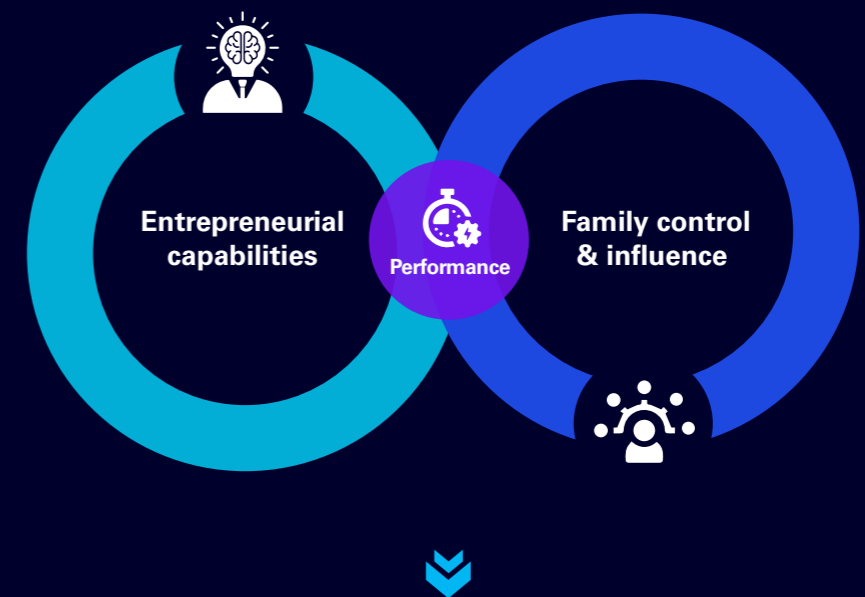 Entrepreneurial
capabilities
Performance
Family control
& influence